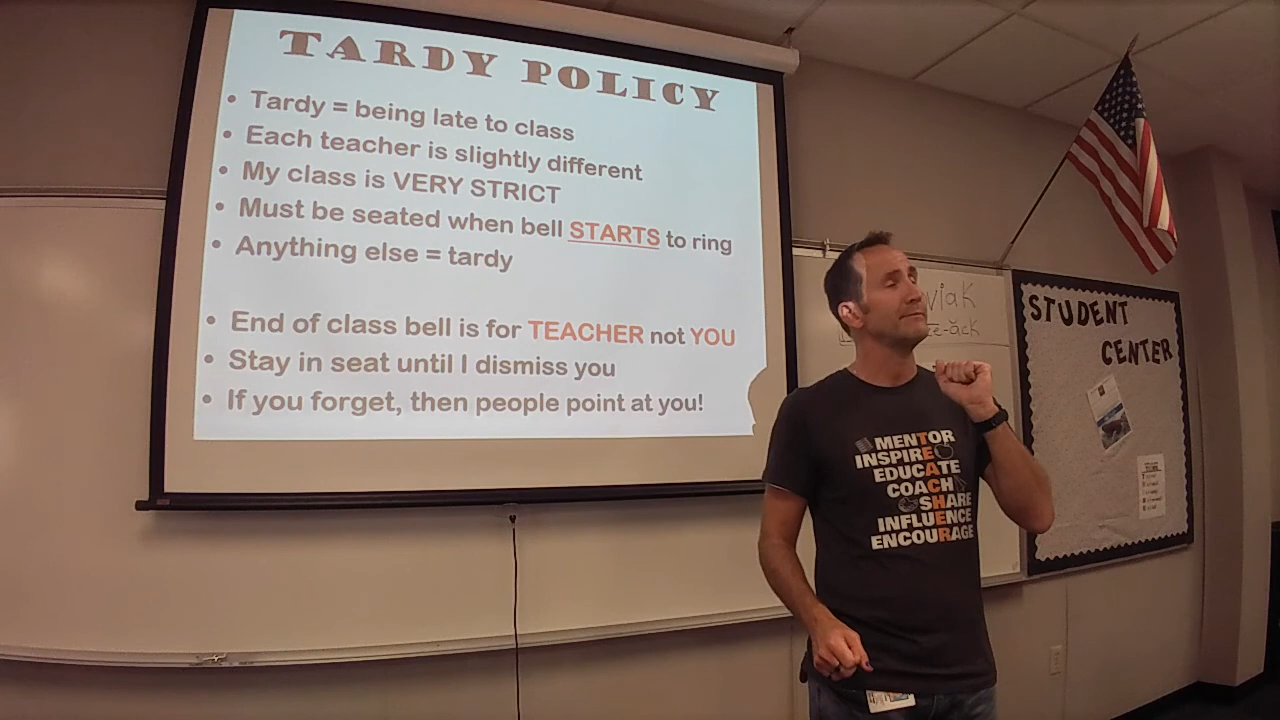 TARDY POLICY
• Tardy = being late to class
• Each teacher is slightly different
• My class is VERY STRICT
• Must be seated when bell STARTS to ring
• Anything else = tardy
• End of class bell is for TEACHER not YOU
• Stay in seat until I dismiss you
• If you forget, then people point at you!
viak
ack
STUDENT
CENTER
MENTOR
INSPIRE
EDUCATE
COACH
SHARE
INFLUENCE
ENCOURAGE